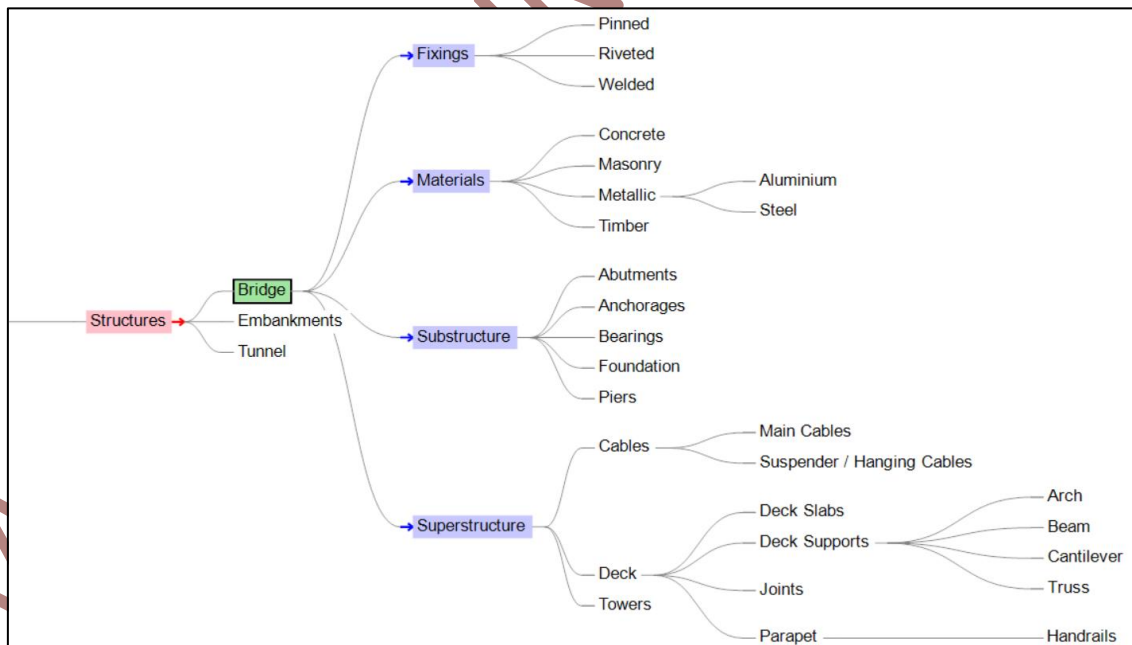 Structures
Bridge
Embankments
Tunnel
Fixings
Pinned
Riveted
Welded
Materials
Concrete
Masonry
Metallic
Aluminium
Steel
Timber
Substructure
Abutments
Anchorages
Bearings
Foundation
Piers
Superstructure
Cables
Main Cables
Suspender / Hanging Cables
Deck
Deck Slabs
Deck Supports
Arch
Beam
Cantilever
Truss
Joints
Parapet
Handrails
Towers